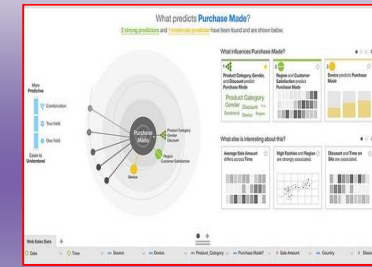 What predicts Purchase Made?
2 strong predictors and 1 moderate predictor have been found and are shown below.
More
Predictive
Combination
Two Field
One Field
Easier to
Understand
Purchase
Made
Product Category
Gender
Discount
Region
Customer Satisfaction
Device
What influences Purchase Made?
Product Category, Gender,
and Discount predict
Purchase Made
Product Category
Gender Discount
Region and Customer
Satisfaction predict
Purchase Made
Device predicts Purchase
Made
What else is interesting about this?
Average Sale Amount
differs across Time.
High Fashion and Region
are strongly associated.
Discount and Time on
Site are associated.
Web Sales Data +
Date
Time
Source
Device
Product_Category
Purchase Made?
Sale Amount
Country